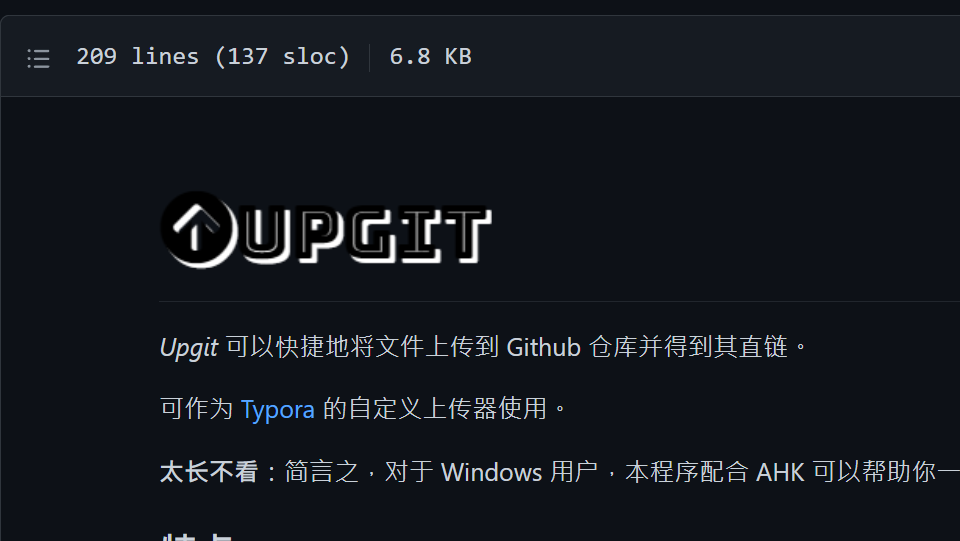 209 lines (137 sloc) 6.8 KB
UPGIT
Upgit 可以快捷地将文件上传到 Github 仓库并得到其直链。
可作为 Typora 的自定义上传器使用。
太长不看：简言之，对于 Windows 用户，本程序配合 AHK 可以帮助你一